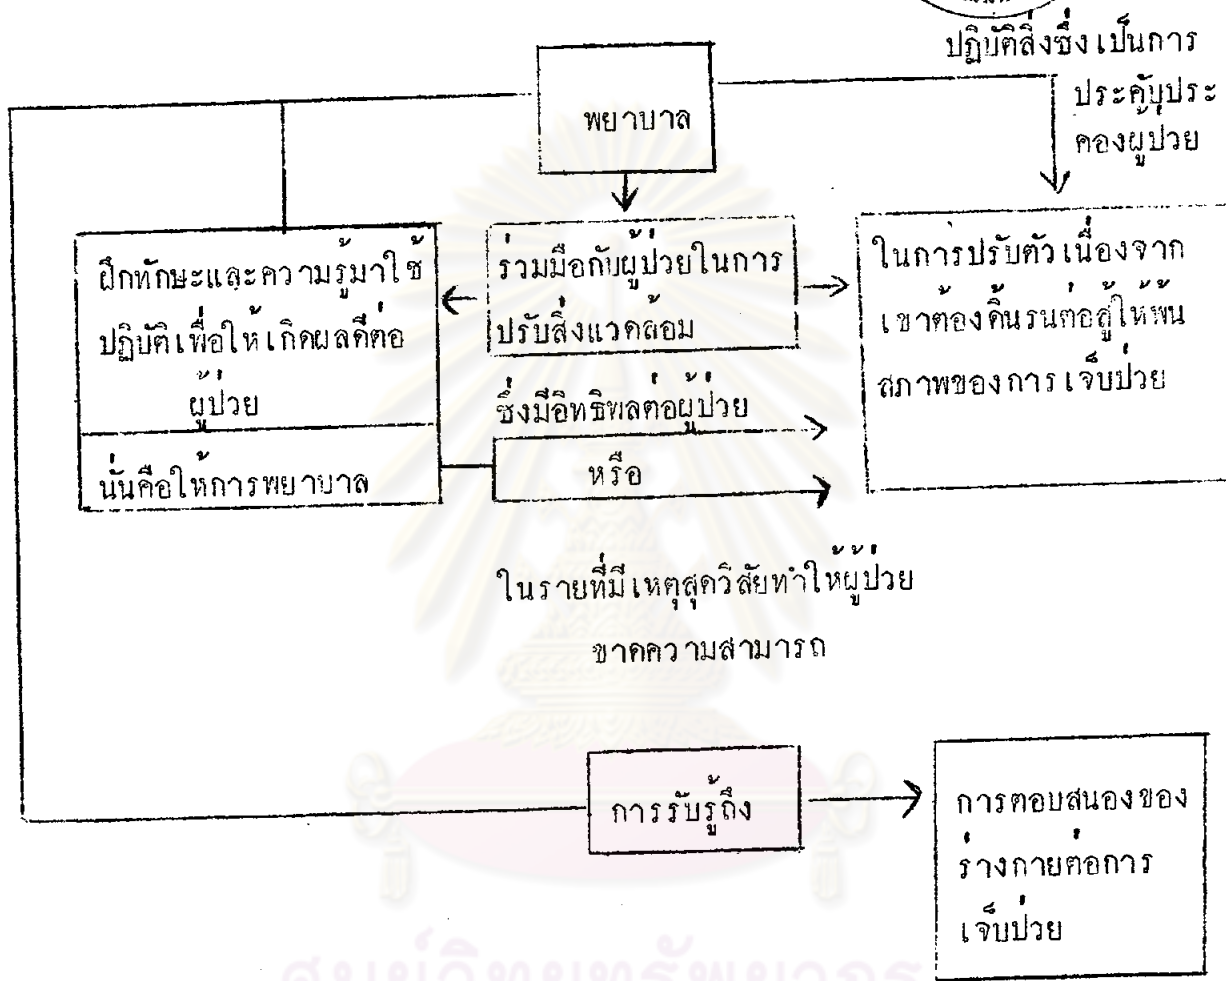 ปฏิบัติสิ่งซึ่งเป็นการ
ประคับประ
คองผู้ป่วย
พยาบาล
ฝึกทักษะและความรู้มาใช้
ปฏิบัติเพื่อให้เกิดผลดีต่อ
ผู้ป่วย
นั่นคือให้การพยาบาล
ร่วมมือกับผู้ป่วยในการ
ปรับสิ่งแวดล้อม
ซึ่งมีอิทธิพลต่อผู้ป่วย
หรือ
ในการปรับตัวเนื่องจาก
เขาต้องดิ้นรนต่อสู้ให้พ้น
สภาพของการเจ็บป่วย
ในรายที่มีเหตุสุดวิสัยทำให้ผู้ป่วย
ขาดความสามารถ
การรับรู้ถึง
การตอบสนองของ
ร่างกายต่อการ
เจ็บป่วย
ศูนย์วิทยทรัพยากร